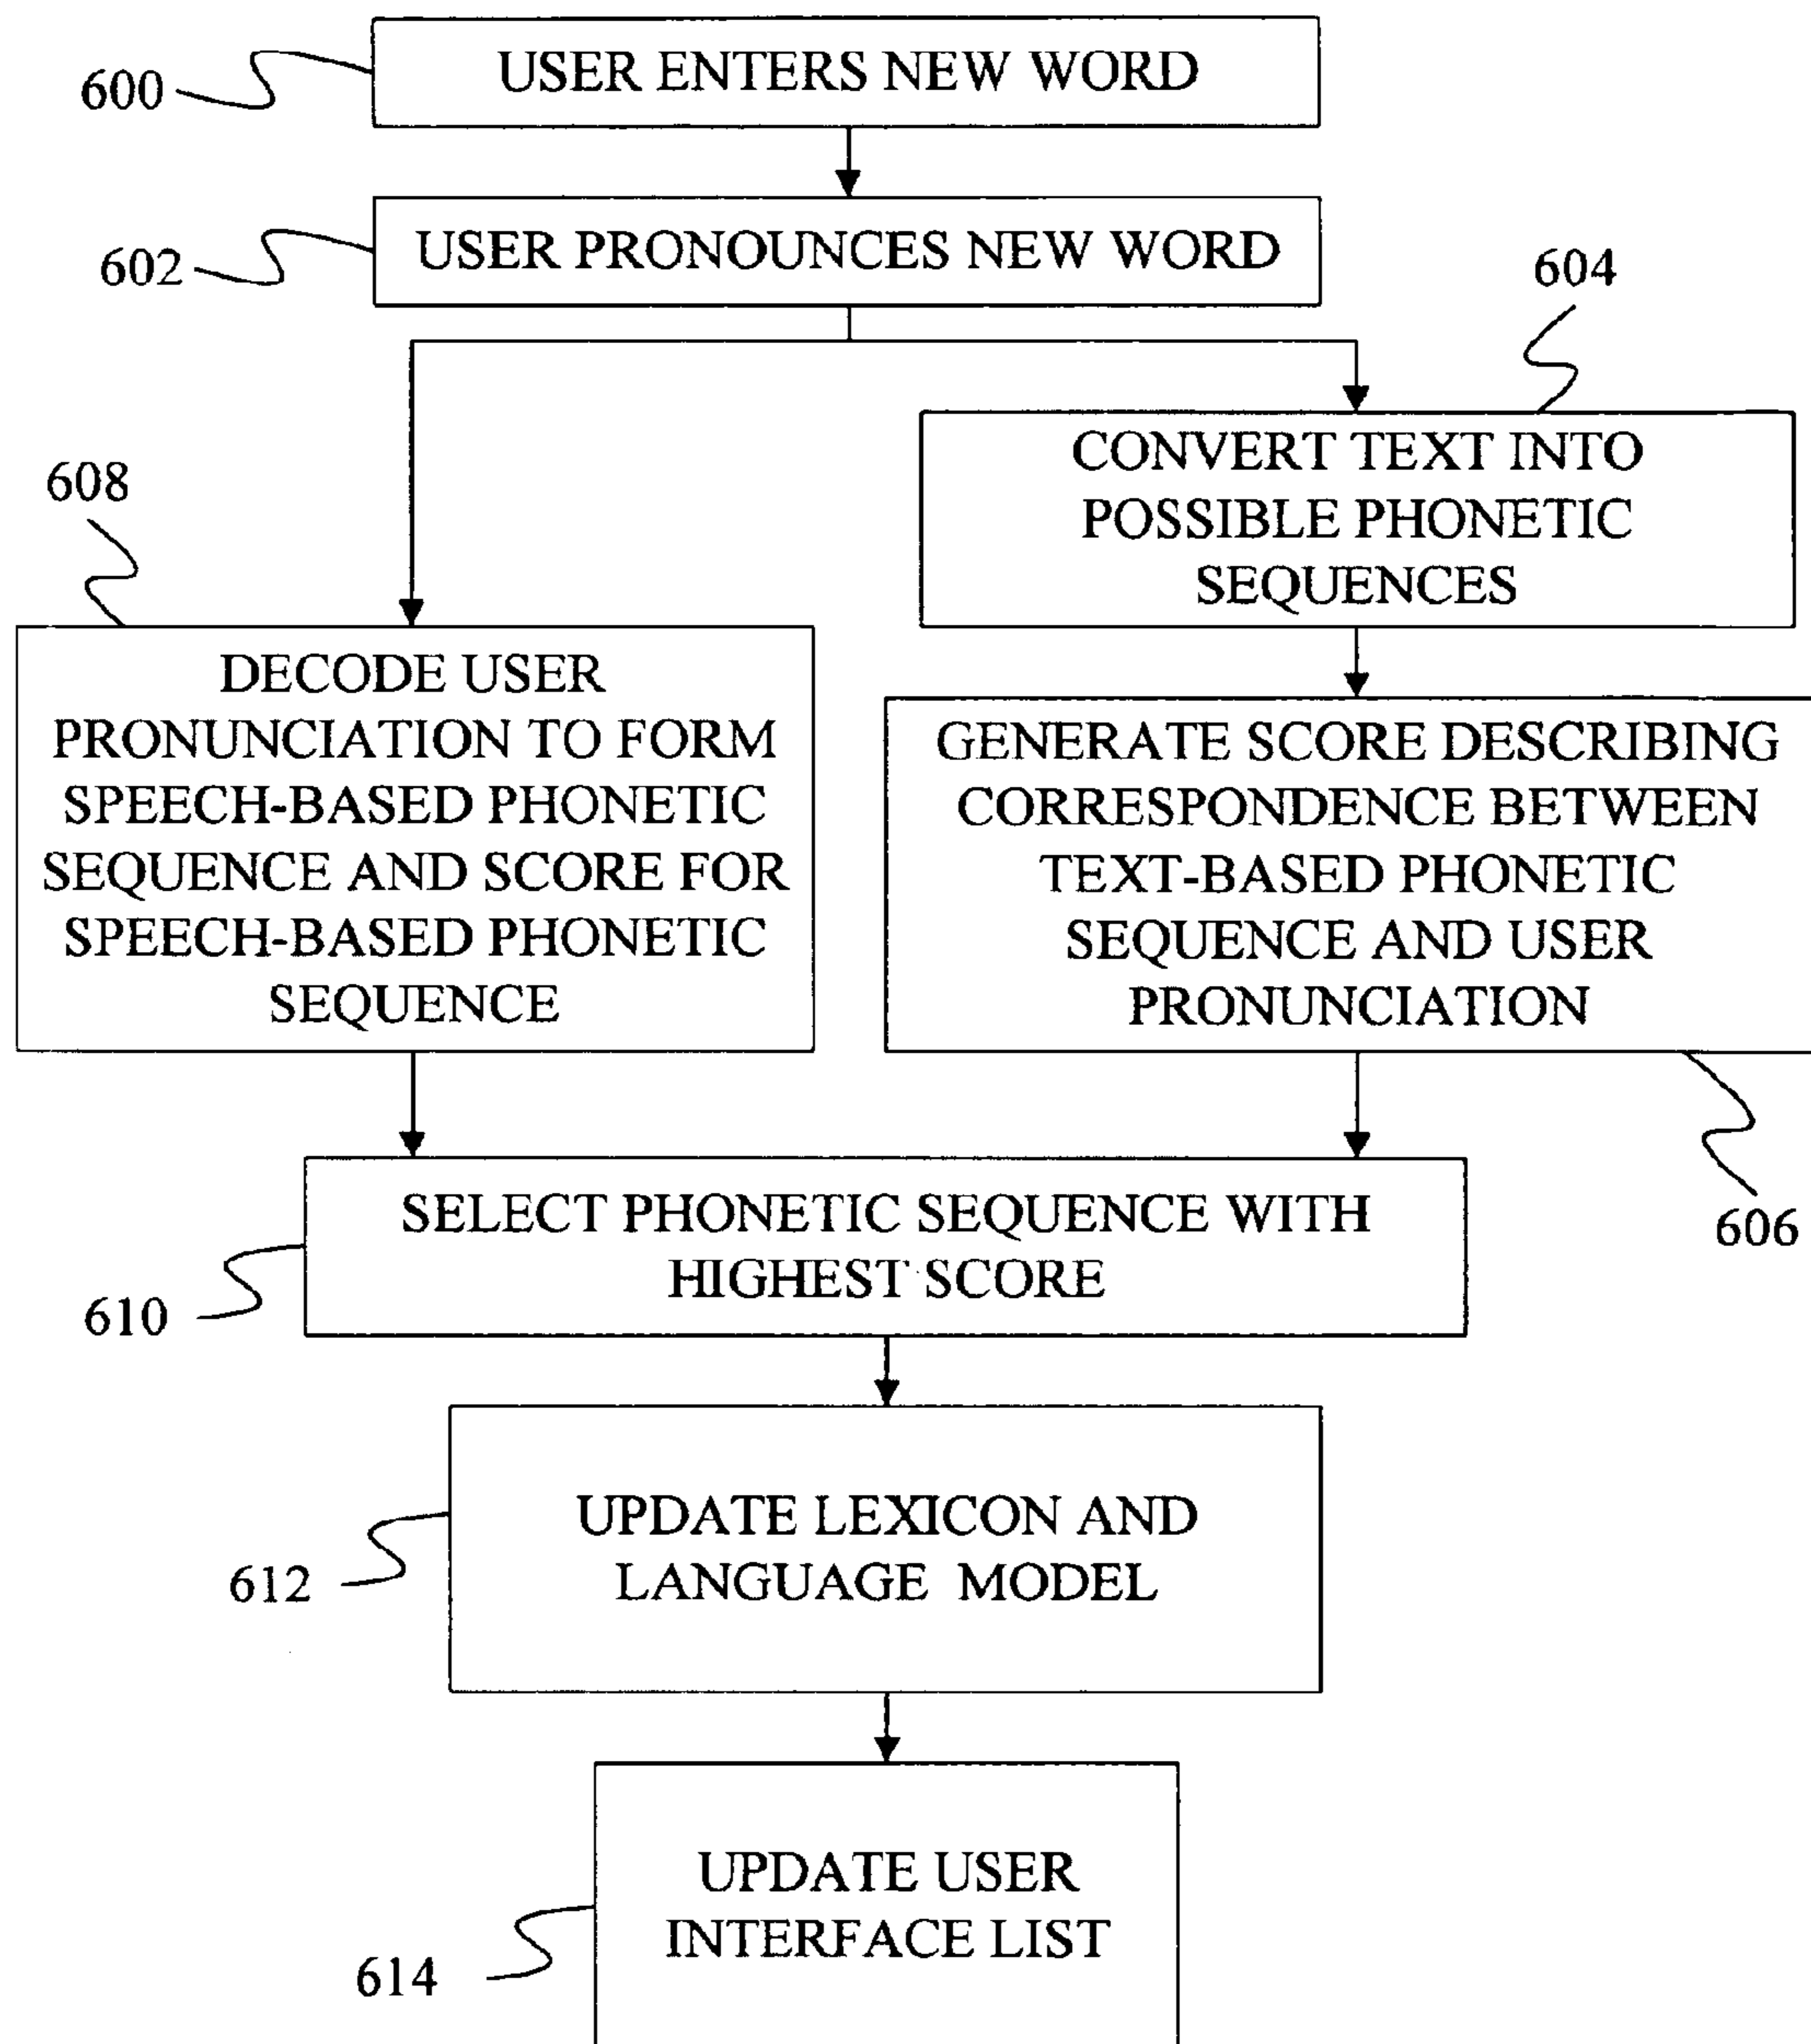 600
USER ENTERS NEW WORD
602
USER PRONOUNCES NEW WORD
604
CONVERT TEXT INTO
POSSIBLE PHONETIC
SEQUENCES
608
DECODE USER
PRONUNCIATION TO FORM
SPEECH-BASED PHONETIC
SEQUENCE AND SCORE FOR
SPEECH-BASED PHONETIC
SEQUENCE
GENERATE SCORE DESCRIBING
CORRESPONDENCE BETWEEN
TEXT-BASED PHONETIC
SEQUENCE AND USER
PRONUNCIATION
606
SELECT PHONETIC SEQUENCE WITH
HIGHEST SCORE
610
UPDATE LEXICON AND
LANGUAGE MODEL
612
UPDATE USER
INTERFACE LIST
614